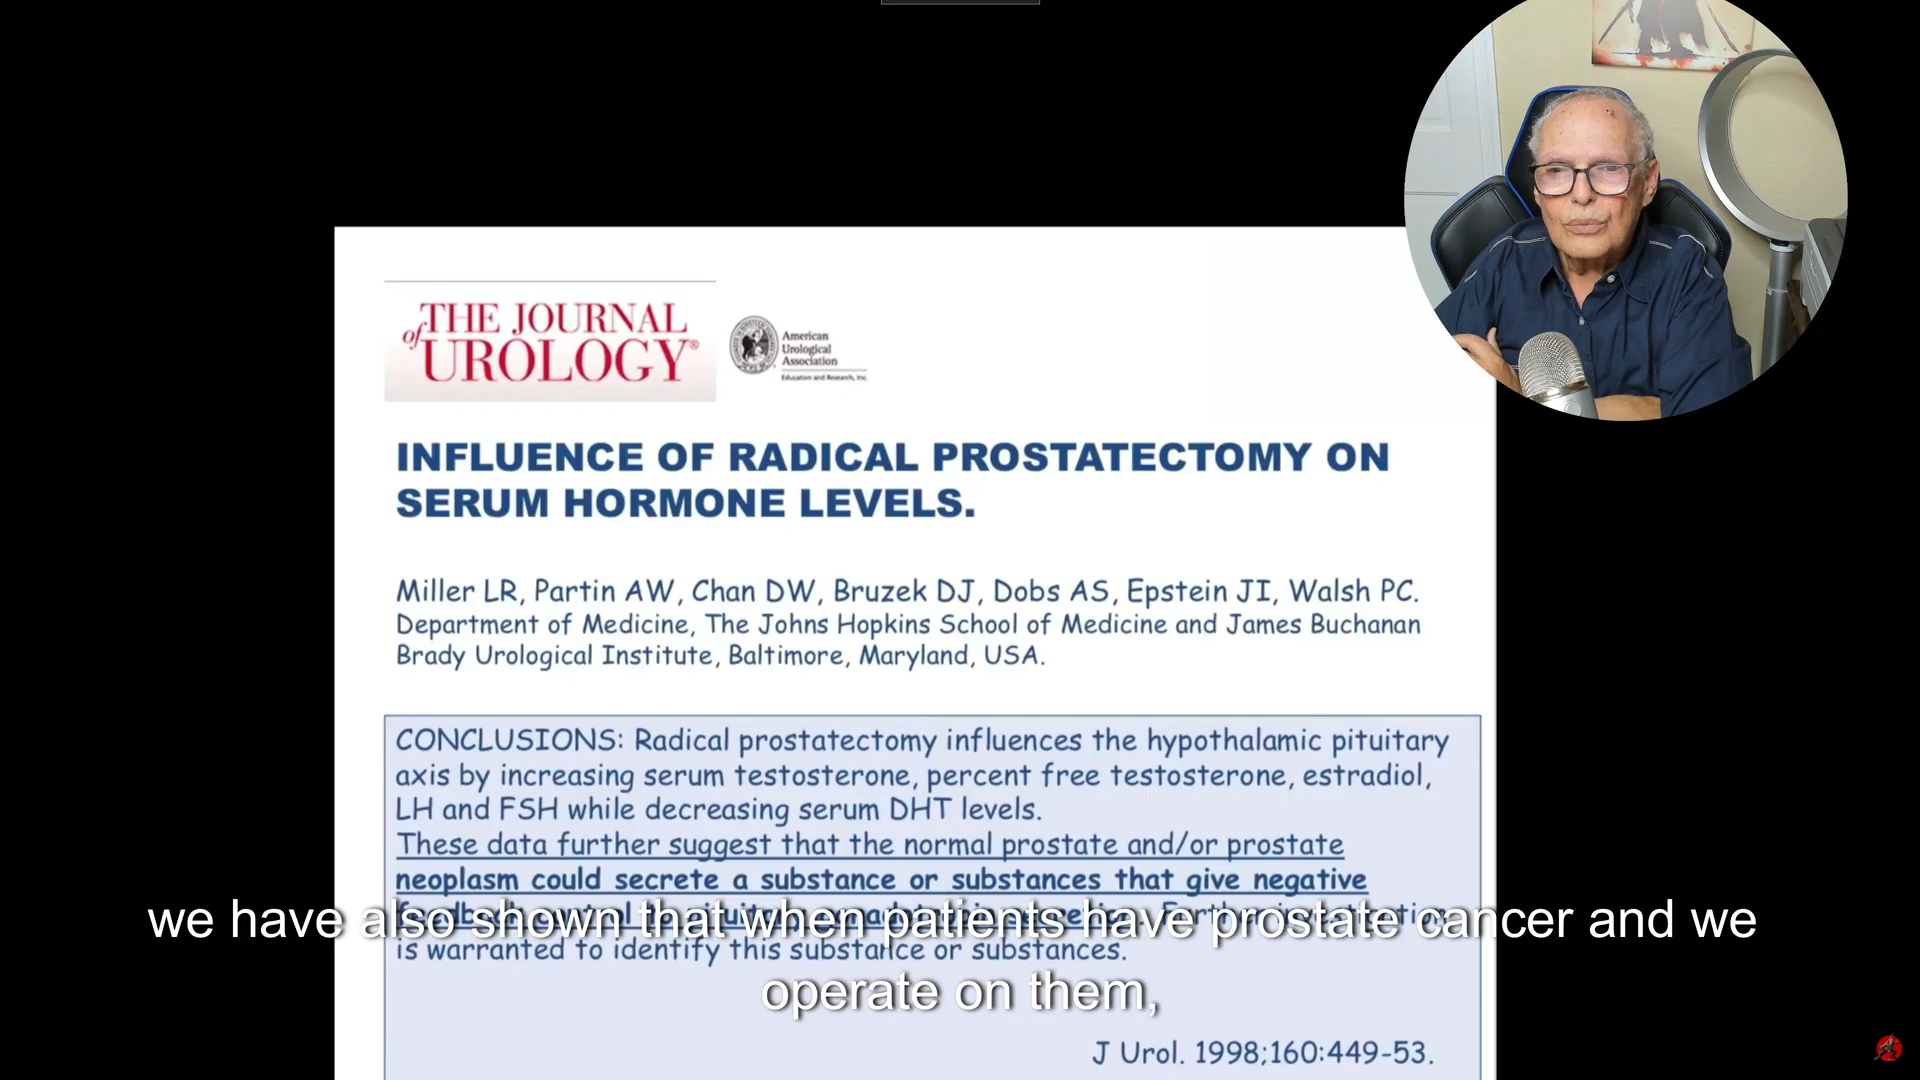 THE JOURNAL
of UROLOGY®
American
Urological
Association
Education and Research, Inc.
INFLUENCE OF RADICAL PROSTATECTOMY ON
SERUM HORMONE LEVELS.
Miller LR, Partin AW, Chan DW, Bruzek DJ, Dobs AS, Epstein JI, Walsh PC.
Department of Medicine, The Johns Hopkins School of Medicine and James Buchanan
Brady Urological Institute, Baltimore, Maryland, USA.
CONCLUSIONS: Radical prostatectomy influences the hypothalamic pituitary
axis by increasing serum testosterone, percent free testosterone, estradiol,
LH and FSH while decreasing serum DHT levels.
These data further suggest that the normal prostate and/or prostate
neoplasm could secrete a substance or substances that give negative
we have also shown that when patients have prostate cancer and we
is warranted to identify this substance or substances.
operate on them,
J Urol. 1998;160:449-53.